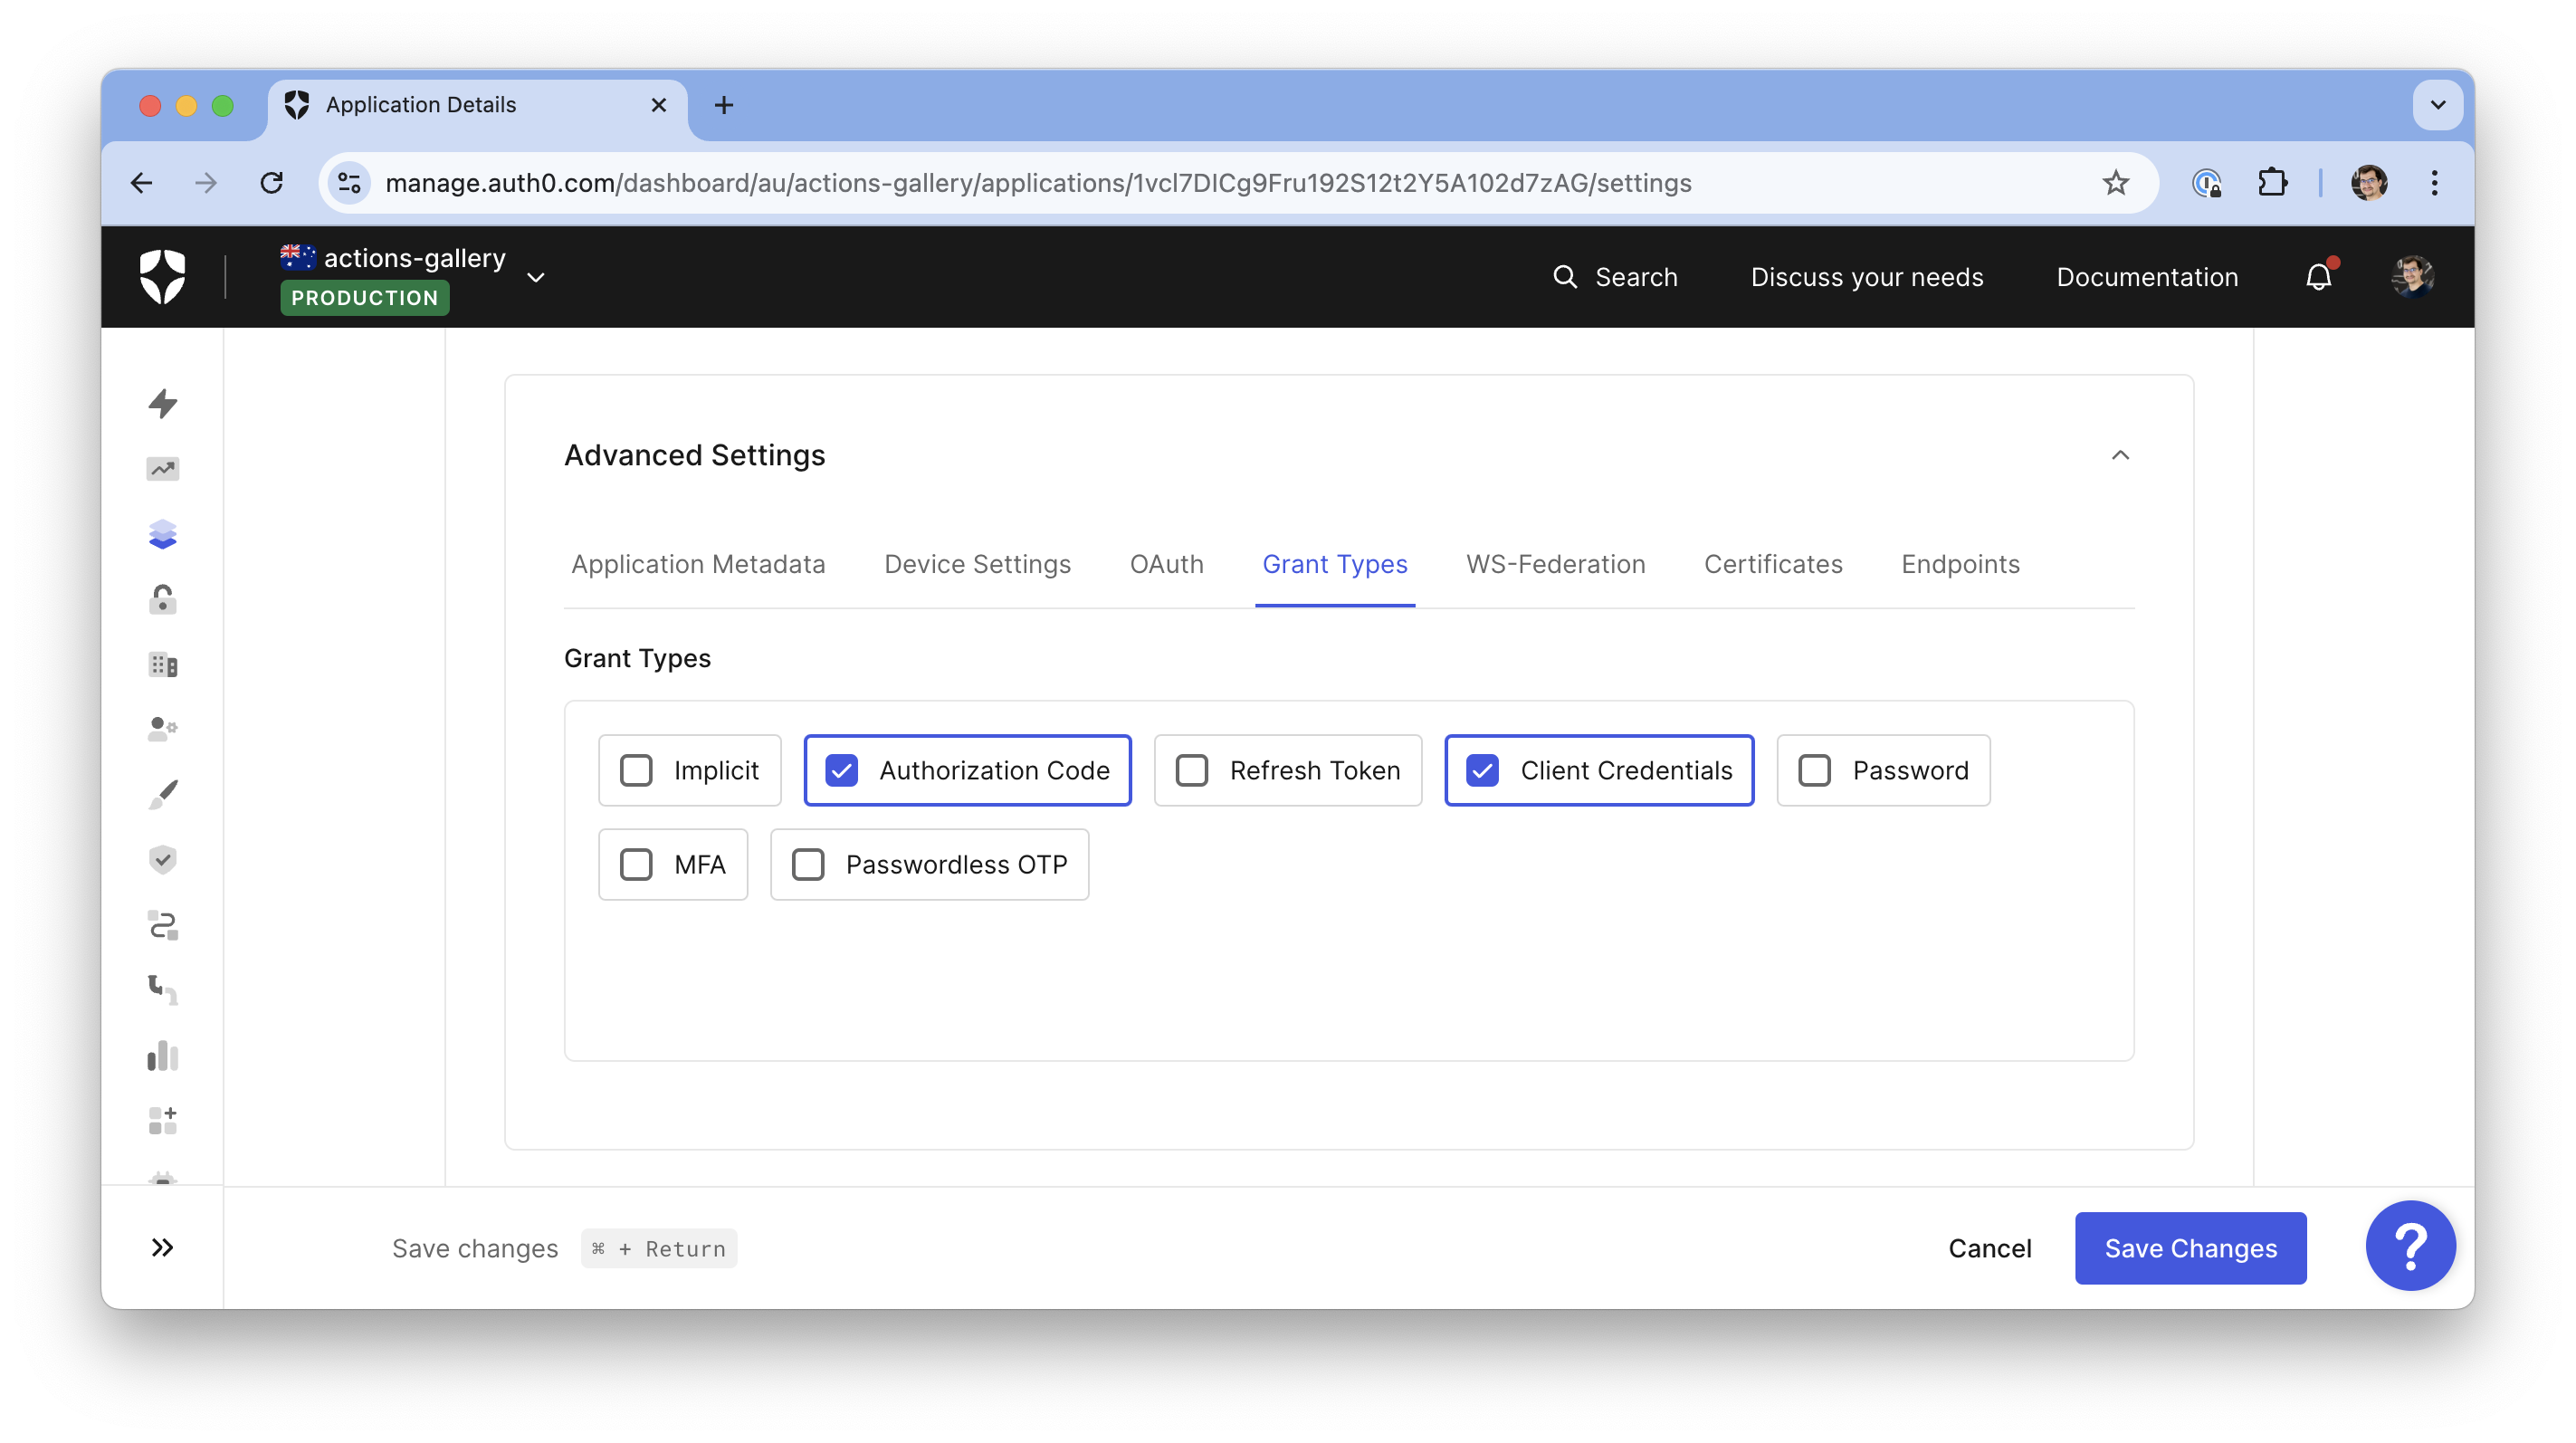 Application Details
manage.auth0.com/dashboard/au/actions-gallery/applications/1vcl7DICg9Fru192S12t2Y5A102d7zAG/settings
actions-gallery
PRODUCTION
Search
Discuss your needs
Documentation
Advanced Settings
Application Metadata
Device Settings
OAuth
Grant Types
WS-Federation
Certificates
Endpoints
Grant Types
Implicit
Authorization Code
Refresh Token
Client Credentials
Password
MFA
Passwordless OTP
Save changes
⌘ + Return
Cancel
Save Changes